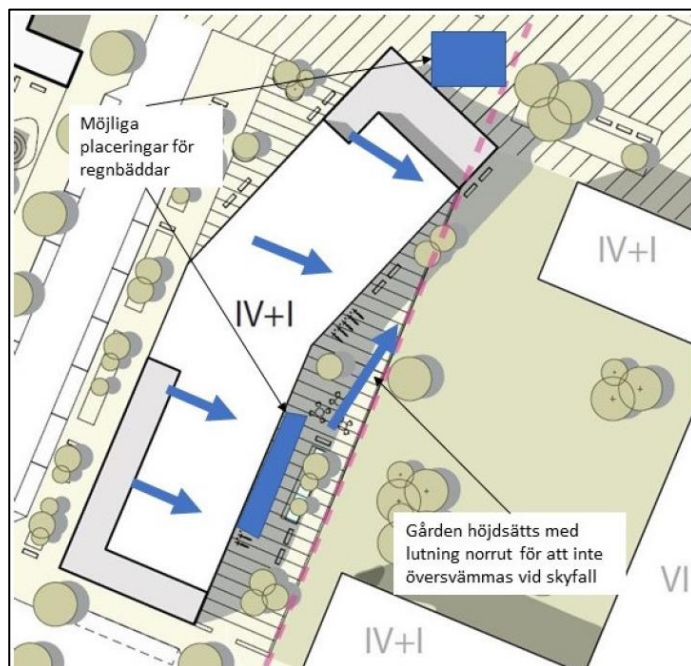 Möjliga
placeringar för
regnbäddar
IV+I
IV+I
Gården höjdsätts med
lutning norrut för att inte
översvämmas vid skyfall
VI
IV+I